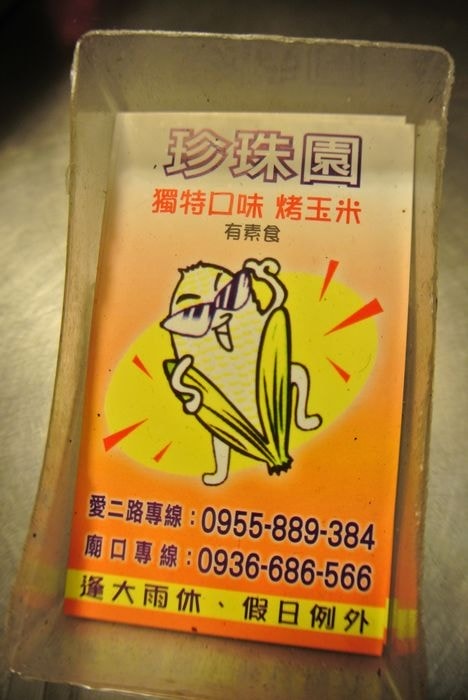 珍珠園
獨特口味 烤玉米
有素食
愛二路專線：0955-889-384
廟口專線：0936-686-566
逢大雨休、假日例外